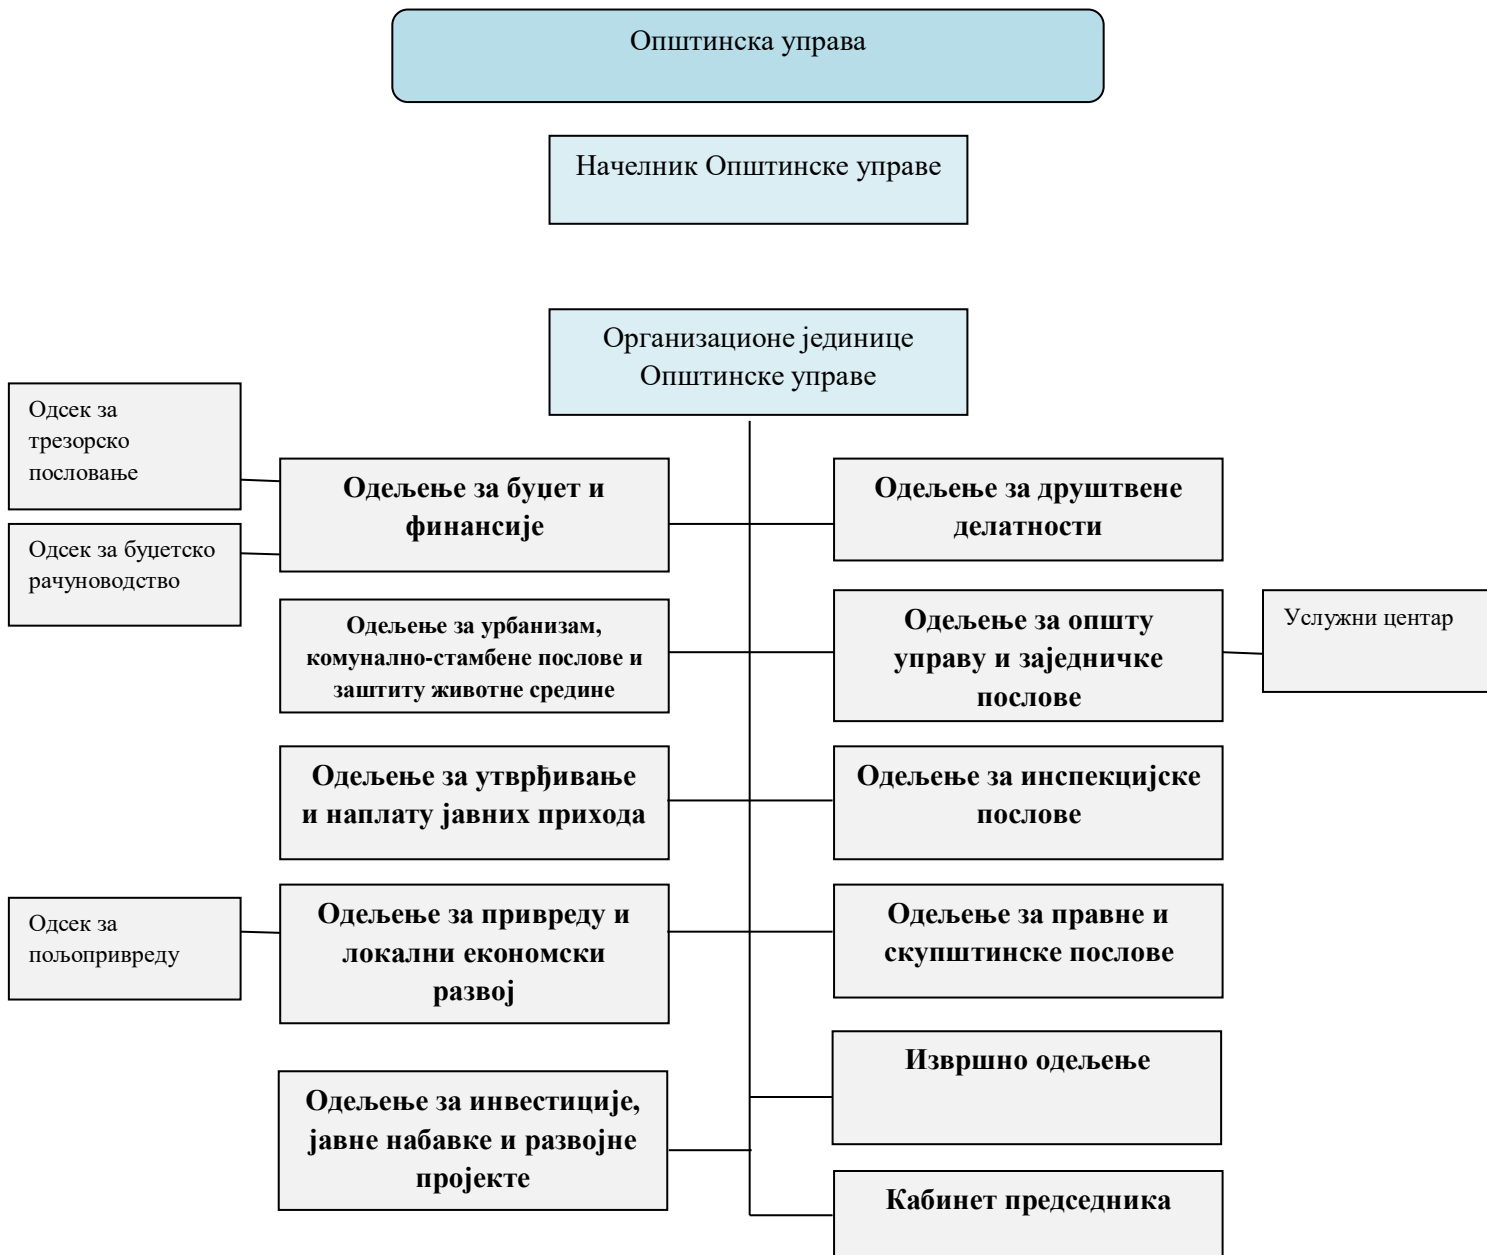 Општинска управа
Начелник Општинске управе
Организационе јединице
Општинске управе
Одсек за
трезорско
пословање
Одељење за буџет и
финансије
Одељење за друштвене
делатности
Одсек за буџетско
рачуноводство
Одељење за урбанизам,
комунално-стамбене послове и
заштиту животне средине
Одељење за општу
управу и заједничке
послове
Услужни центар
Одељење за утврђивање
и наплату јавних прихода
Одељење за инспекцијске
послове
Одсек за
пољопривреду
Одељење за привреду и
локални економски
развој
Одељење за правне и
скупштинске послове
Извршно одељење
Одељење за инвестиције,
јавне набавке и развојне
пројекте
Кабинет председника